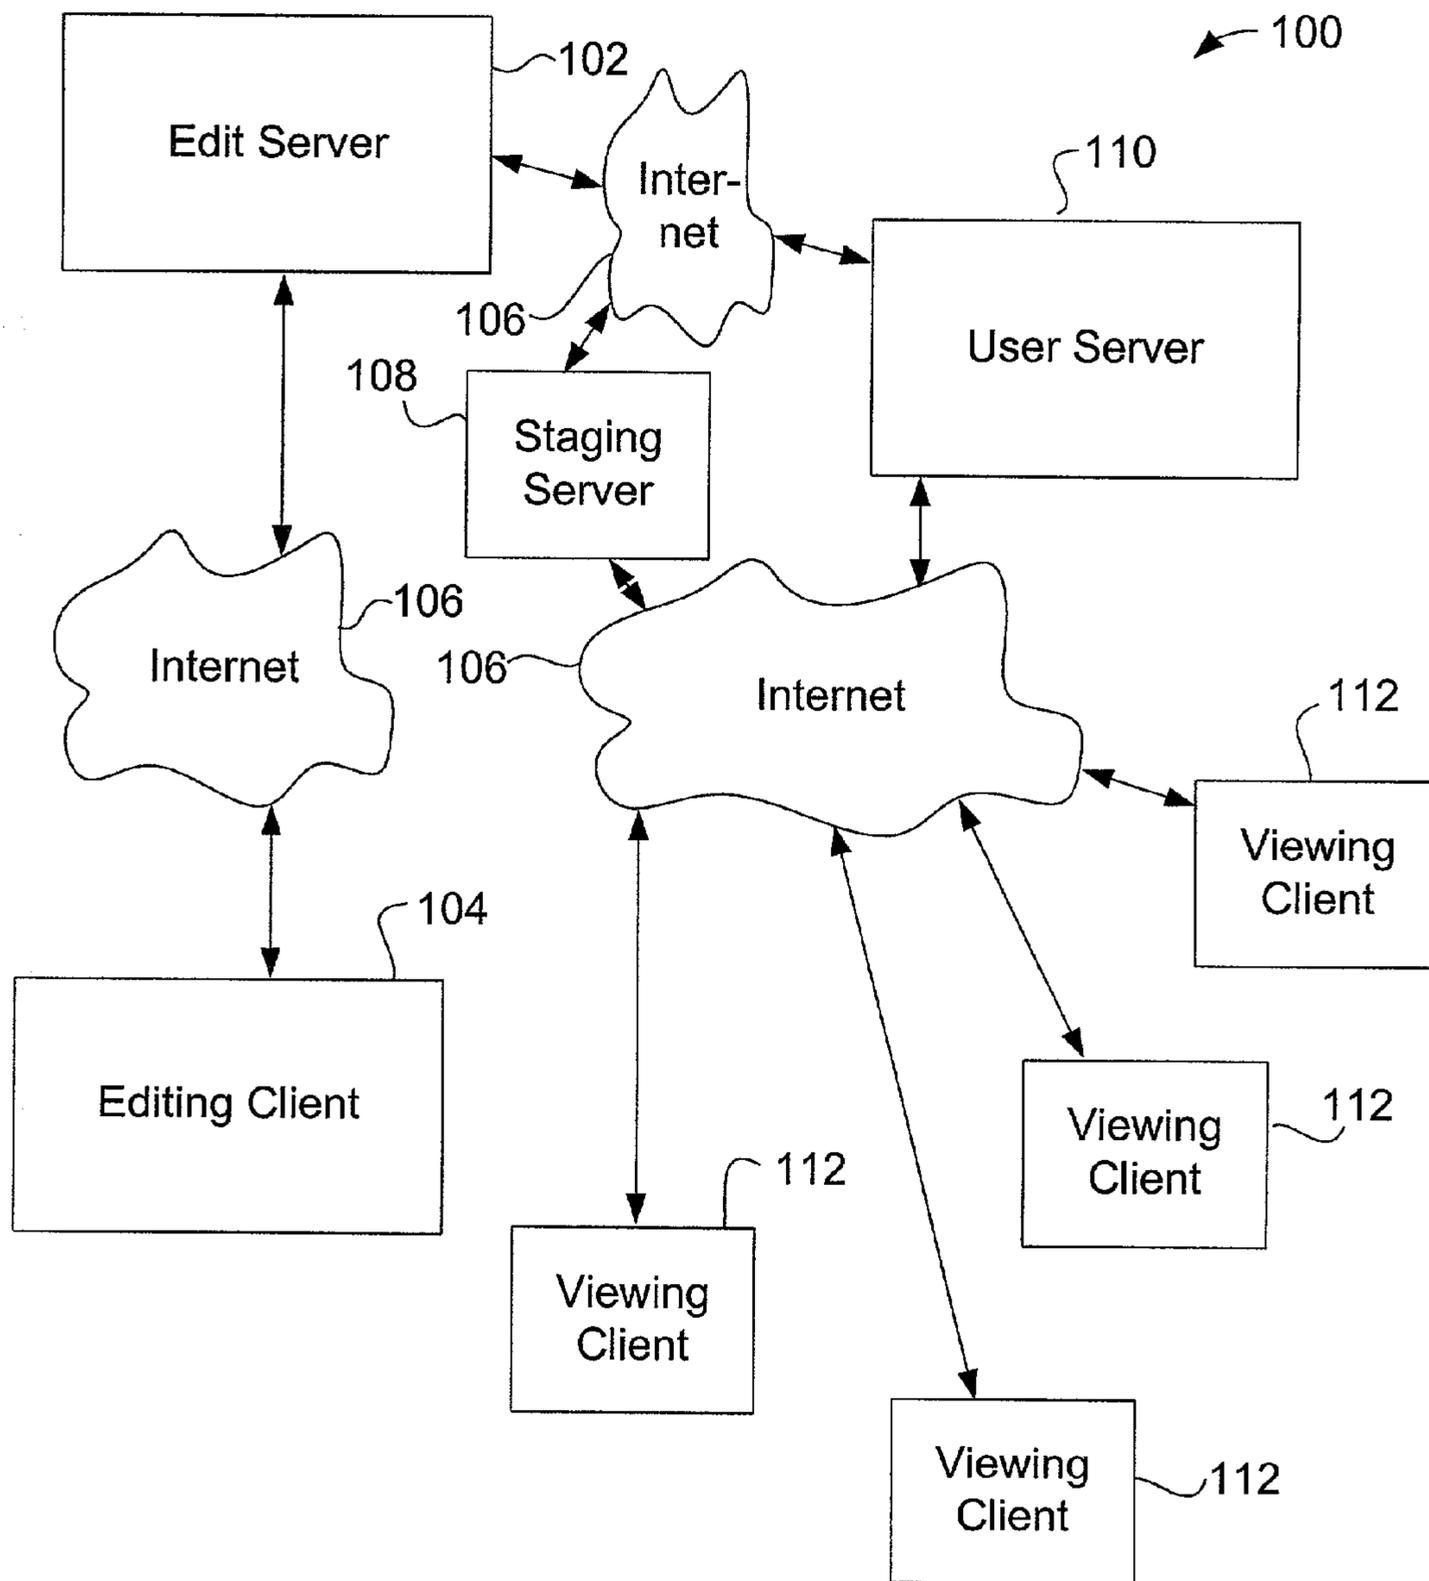 100
102
Edit Server
110
Inter-
net
106
User Server
108
Staging
Server
106
Internet
106
Internet
112
Viewing
Client
104
Editing Client
112
Viewing
Client
112
Viewing
Client
Viewing
Client
112